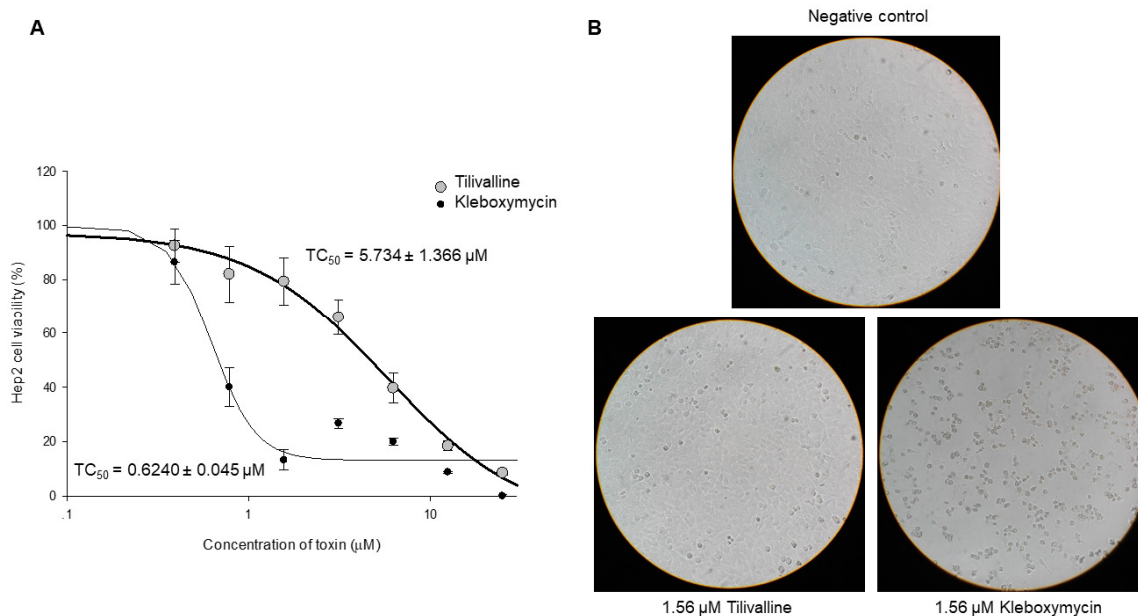 A
B
Negative control
120
100
80
60
40
20
0
Hep2 cell viability (%)
Tilivalline
Kleboxymycin
TC50 = 5.734 ± 1.366 µM
TC50 = 0.6240 ± 0.045 µM
.1
1
10
Concentration of toxin (µM)
1.56 µM Tilivalline
1.56 µM Kleboxymycin